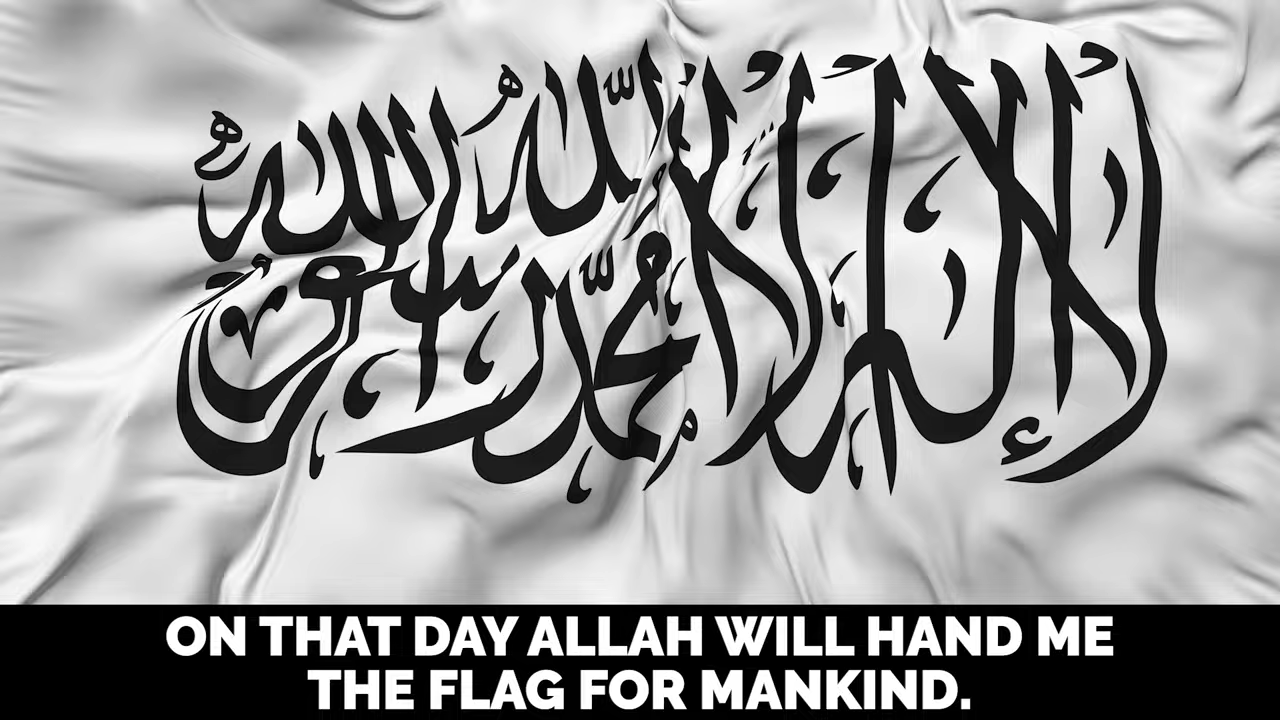 لا إله إلا الله
محمد رسول الله
ON THAT DAY ALLAH WILL HAND ME
THE FLAG FOR MANKIND.